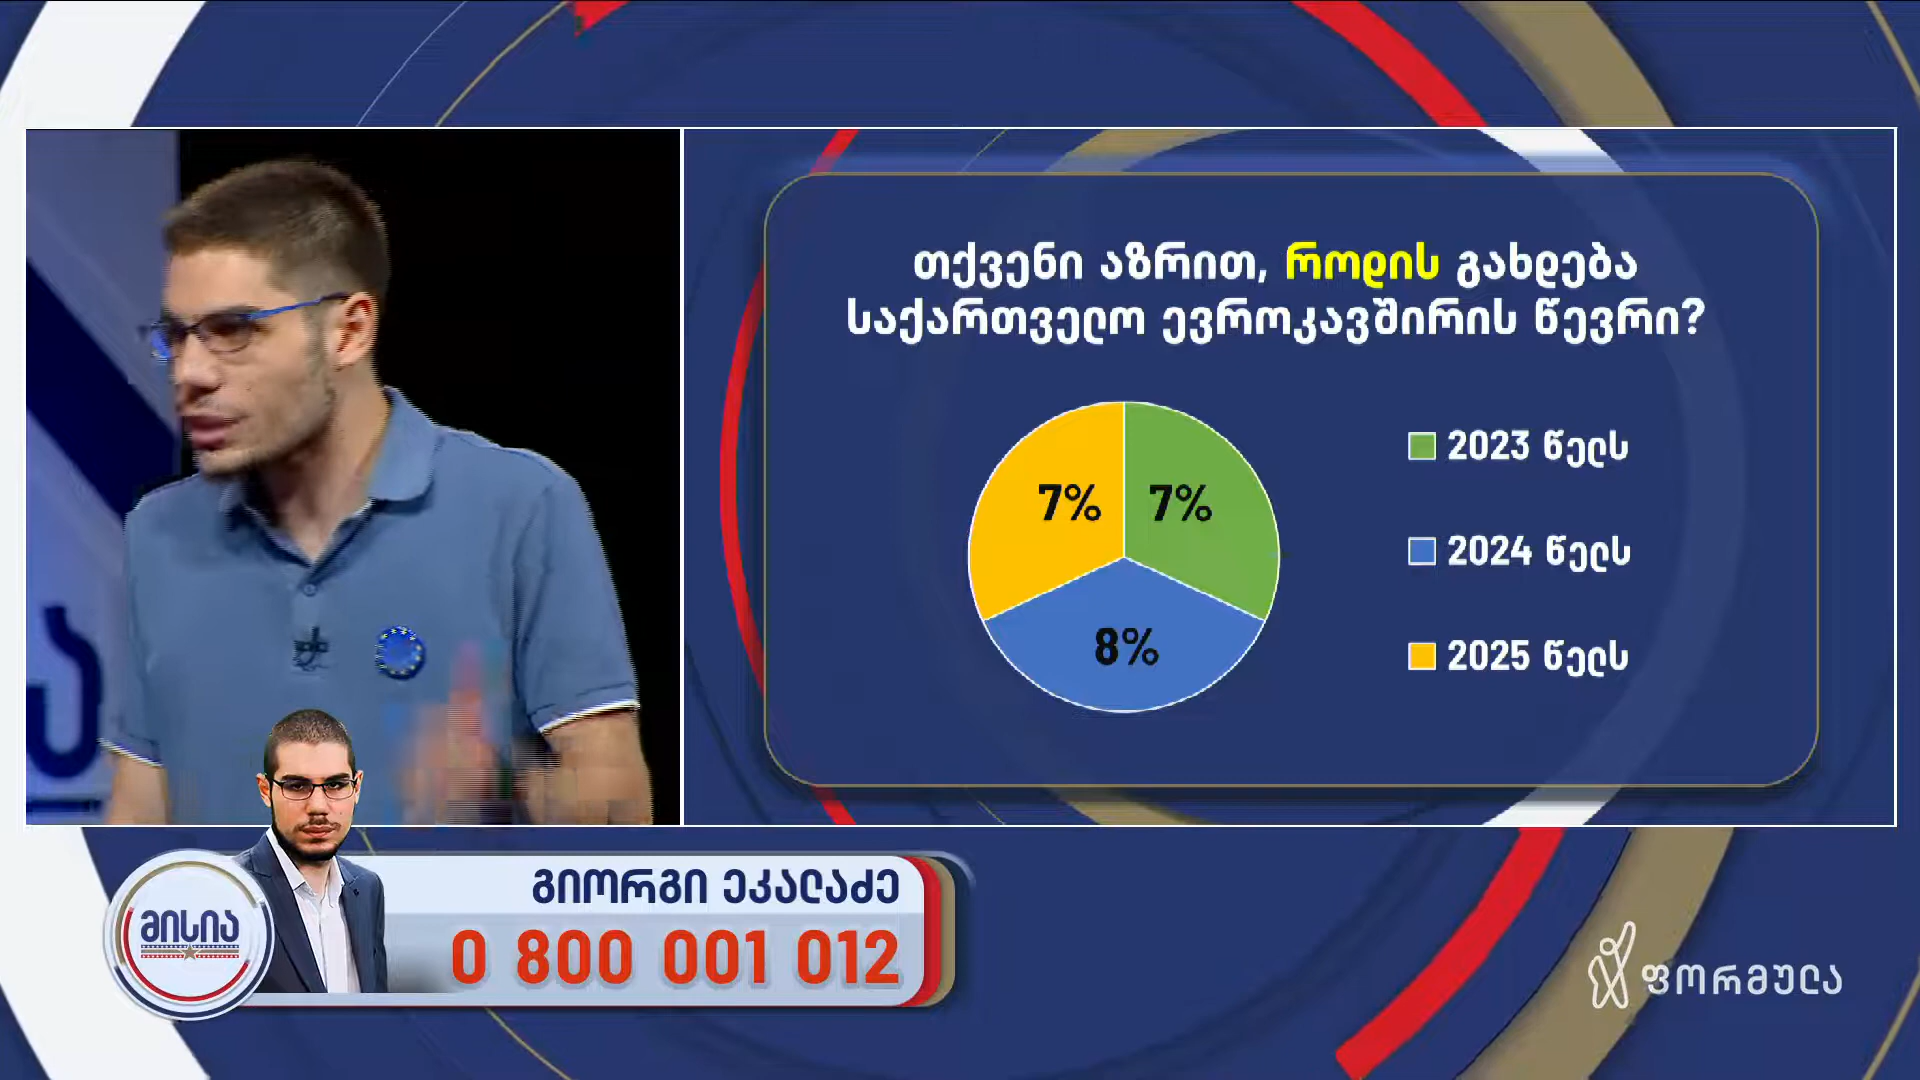 თქვენი აზრით, როდის გახდება
საქართველო ევროკავშირის წევრი?
7%
7%
8%
2023 წელს
2024 წელს
2025 წელს
მისია
გიორგი ეკალაძე
0 800 001 012
ფორმულა